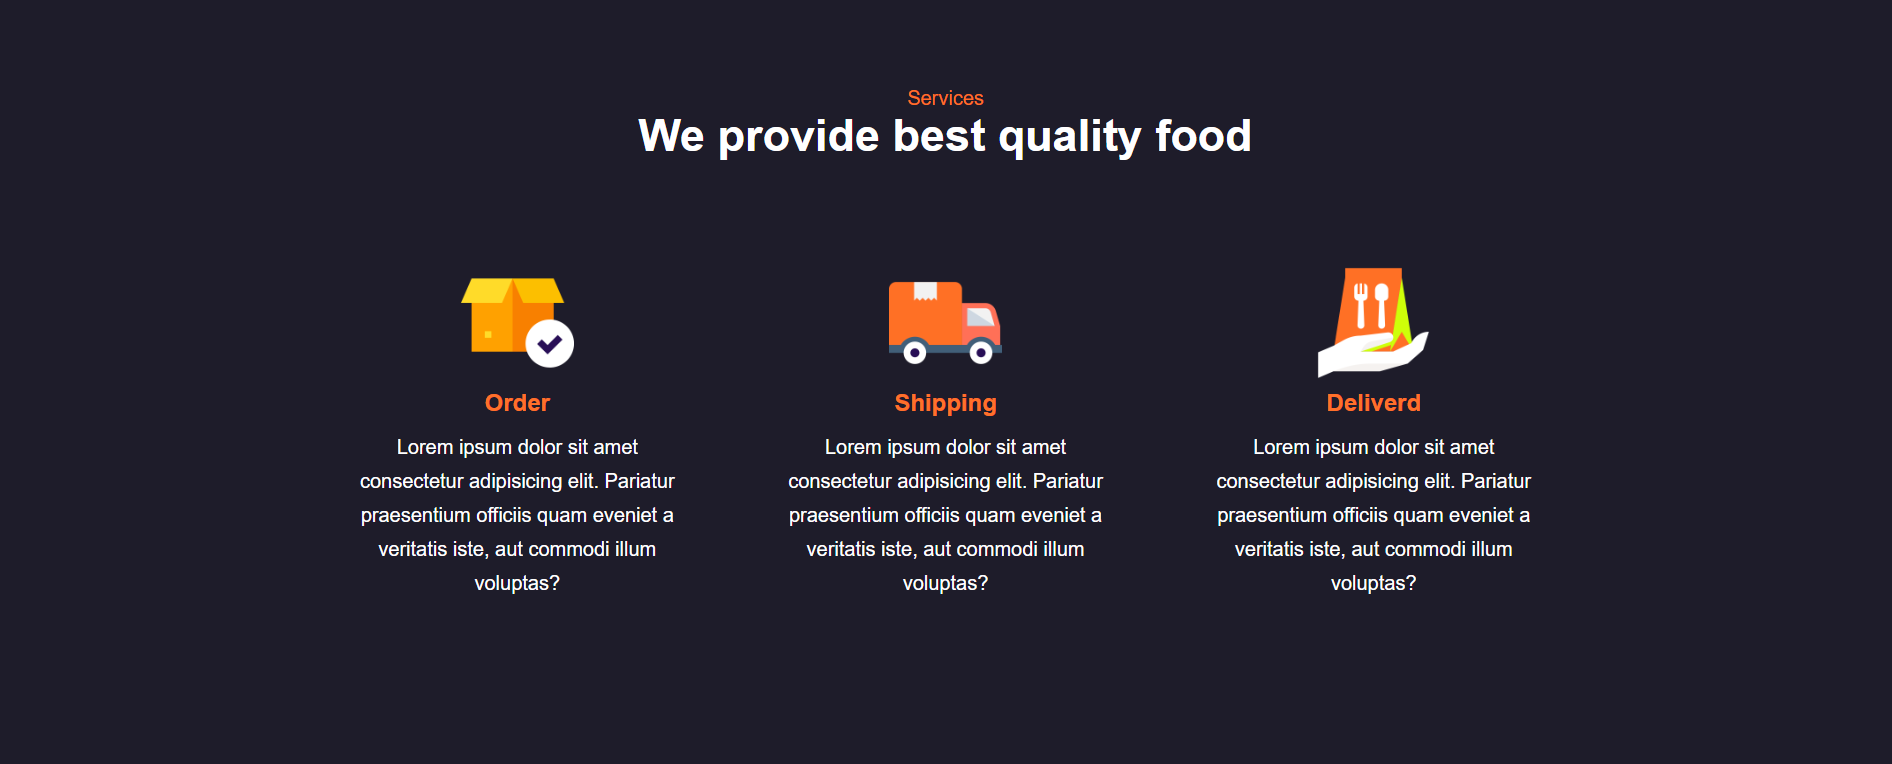 Services
We provide best quality food
Order
Lorem ipsum dolor sit amet
consectetur adipisicing elit. Pariatur
praesentium officiis quam eveniet a
veritatis iste, aut commodi illum
voluptas?
Shipping
Lorem ipsum dolor sit amet
consectetur adipisicing elit. Pariatur
praesentium officiis quam eveniet a
veritatis iste, aut commodi illum
voluptas?
Deliverd
Lorem ipsum dolor sit amet
consectetur adipisicing elit. Pariatur
praesentium officiis quam eveniet a
veritatis iste, aut commodi illum
voluptas?